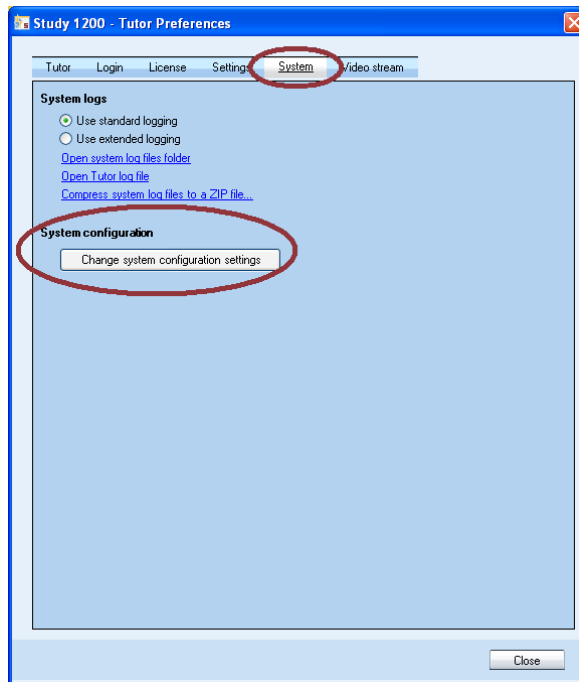 Study 1200 - Tutor Preferences
Tutor Login License Settings System Video stream
System logs
Use standard logging
Use extended logging
Open system log files folder
Open Tutor log file
Compress system log files to a ZIP file...
System configuration
Change system configuration settings
Close